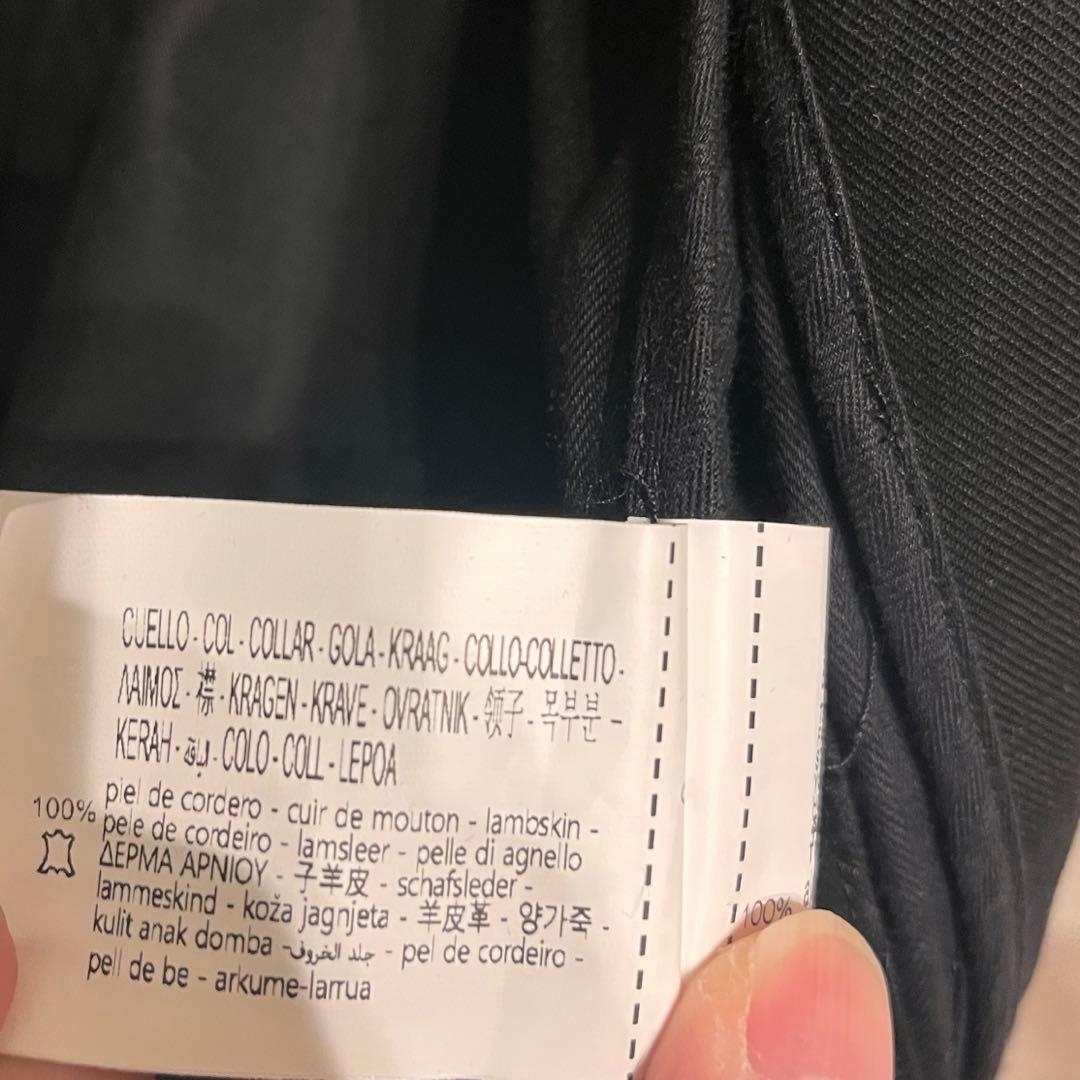 CUELLO - COL - COLLAR - GOLA - KRAAG - COLLO-COLLETTO -
ΛΑΙΜΟΣ - 襟 - KRAGEN - KRAVE - OVRATNIK - 领子 - 목부분 -
KERAH - لياقة - COLO - COLL - LEPOA
100% piel de cordero - cuir de mouton - lambskin -
pele de cordeiro - lamsleer - pelle di agnello
ΔΕΡΜΑ ΑΡΝΙΟΥ - 子羊皮 - schafsleder -
lammeskind - koža jagnjeta - 羊皮革 - 양가죽 -
kulit anak domba - جلد الخروف - pel de cordeiro -
pell de be - arkume-larrua
100%